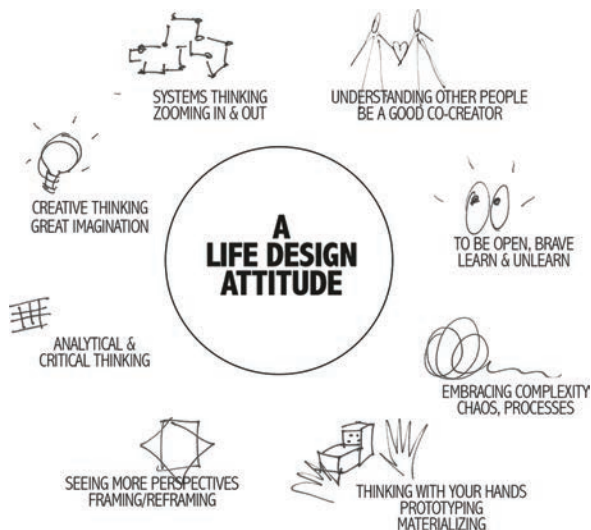 SYSTEMS THINKING
ZOOMING IN & OUT
UNDERSTANDING OTHER PEOPLE
BE A GOOD CO-CREATOR
CREATIVE THINKING
GREAT IMAGINATION
A
LIFE DESIGN
ATTITUDE
TO BE OPEN, BRAVE
LEARN & UNLEARN
ANALYTICAL &
CRITICAL THINKING
EMBRACING COMPLEXITY
CHAOS, PROCESSES
SEEING MORE PERSPECTIVES
FRAMING/REFRAMING
THINKING WITH YOUR HANDS
PROTOTYPING
MATERIALIZING